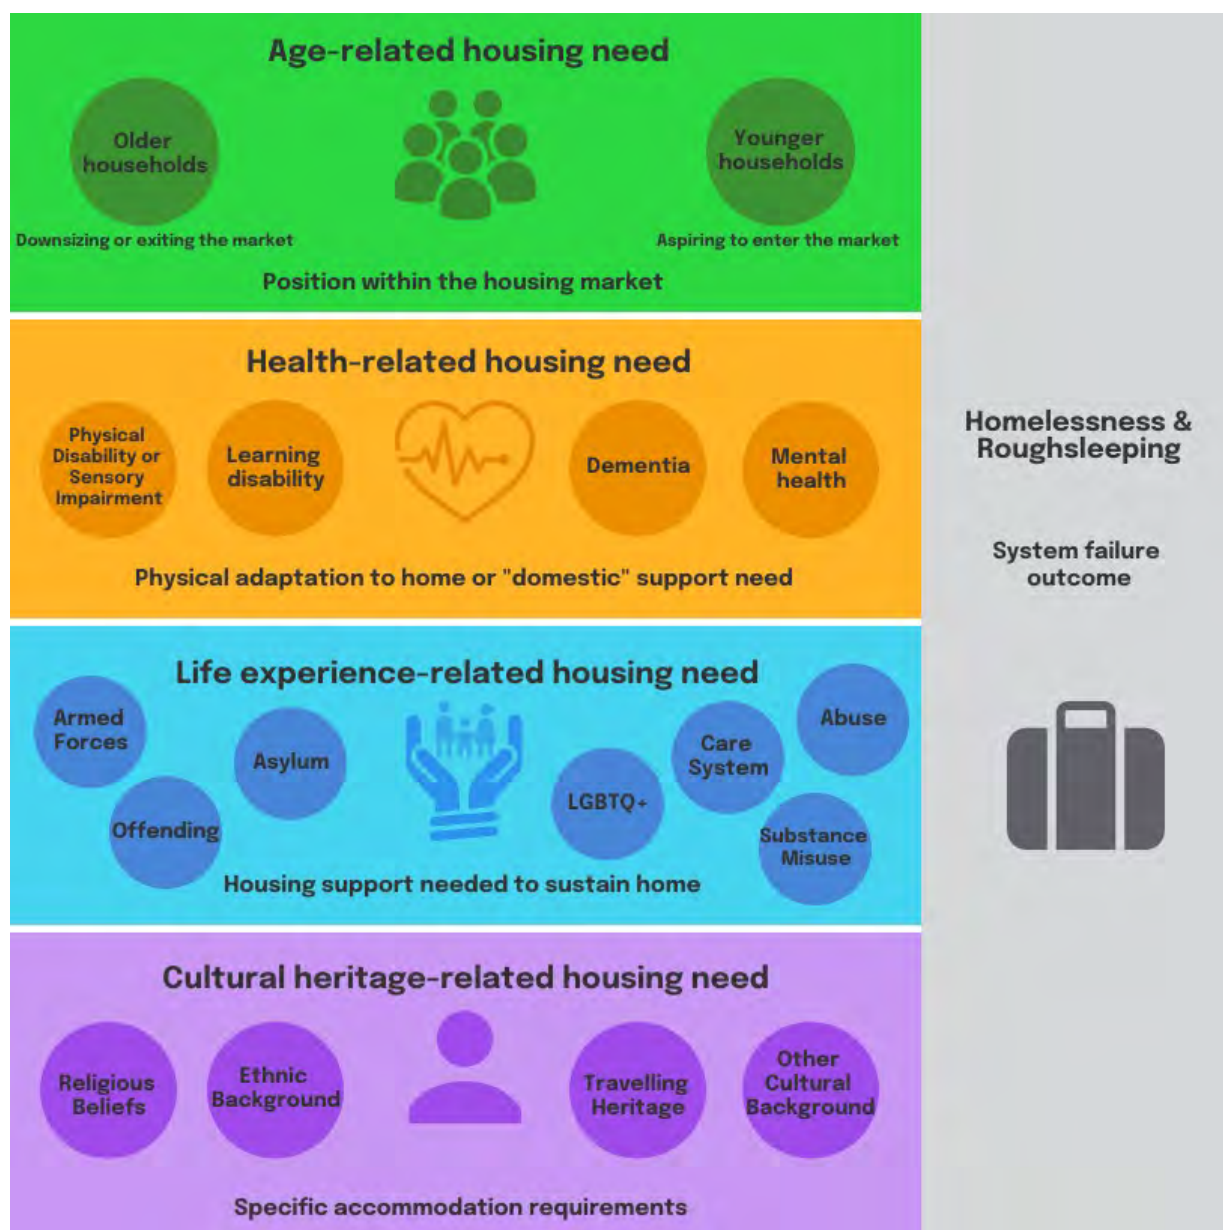 Age-related housing need
Older
households
Younger
households
Downsizing or exiting the market
Aspiring to enter the market
Position within the housing market
Health-related housing need
Physical
Disability or
Sensory
Impairment
Learning
disability
Dementia
Mental
health
Physical adaptation to home or "domestic" support need
Life experience-related housing need
Armed
Forces
Offending
Asylum
LGBTQ+
Care
System
Abuse
Substance
Misuse
Housing support needed to sustain home
Cultural heritage-related housing need
Religious
Beliefs
Ethnic
Background
Travelling
Heritage
Other
Cultural
Background
Specific accommodation requirements
Homelessness &
Roughsleeping
System failure
outcome